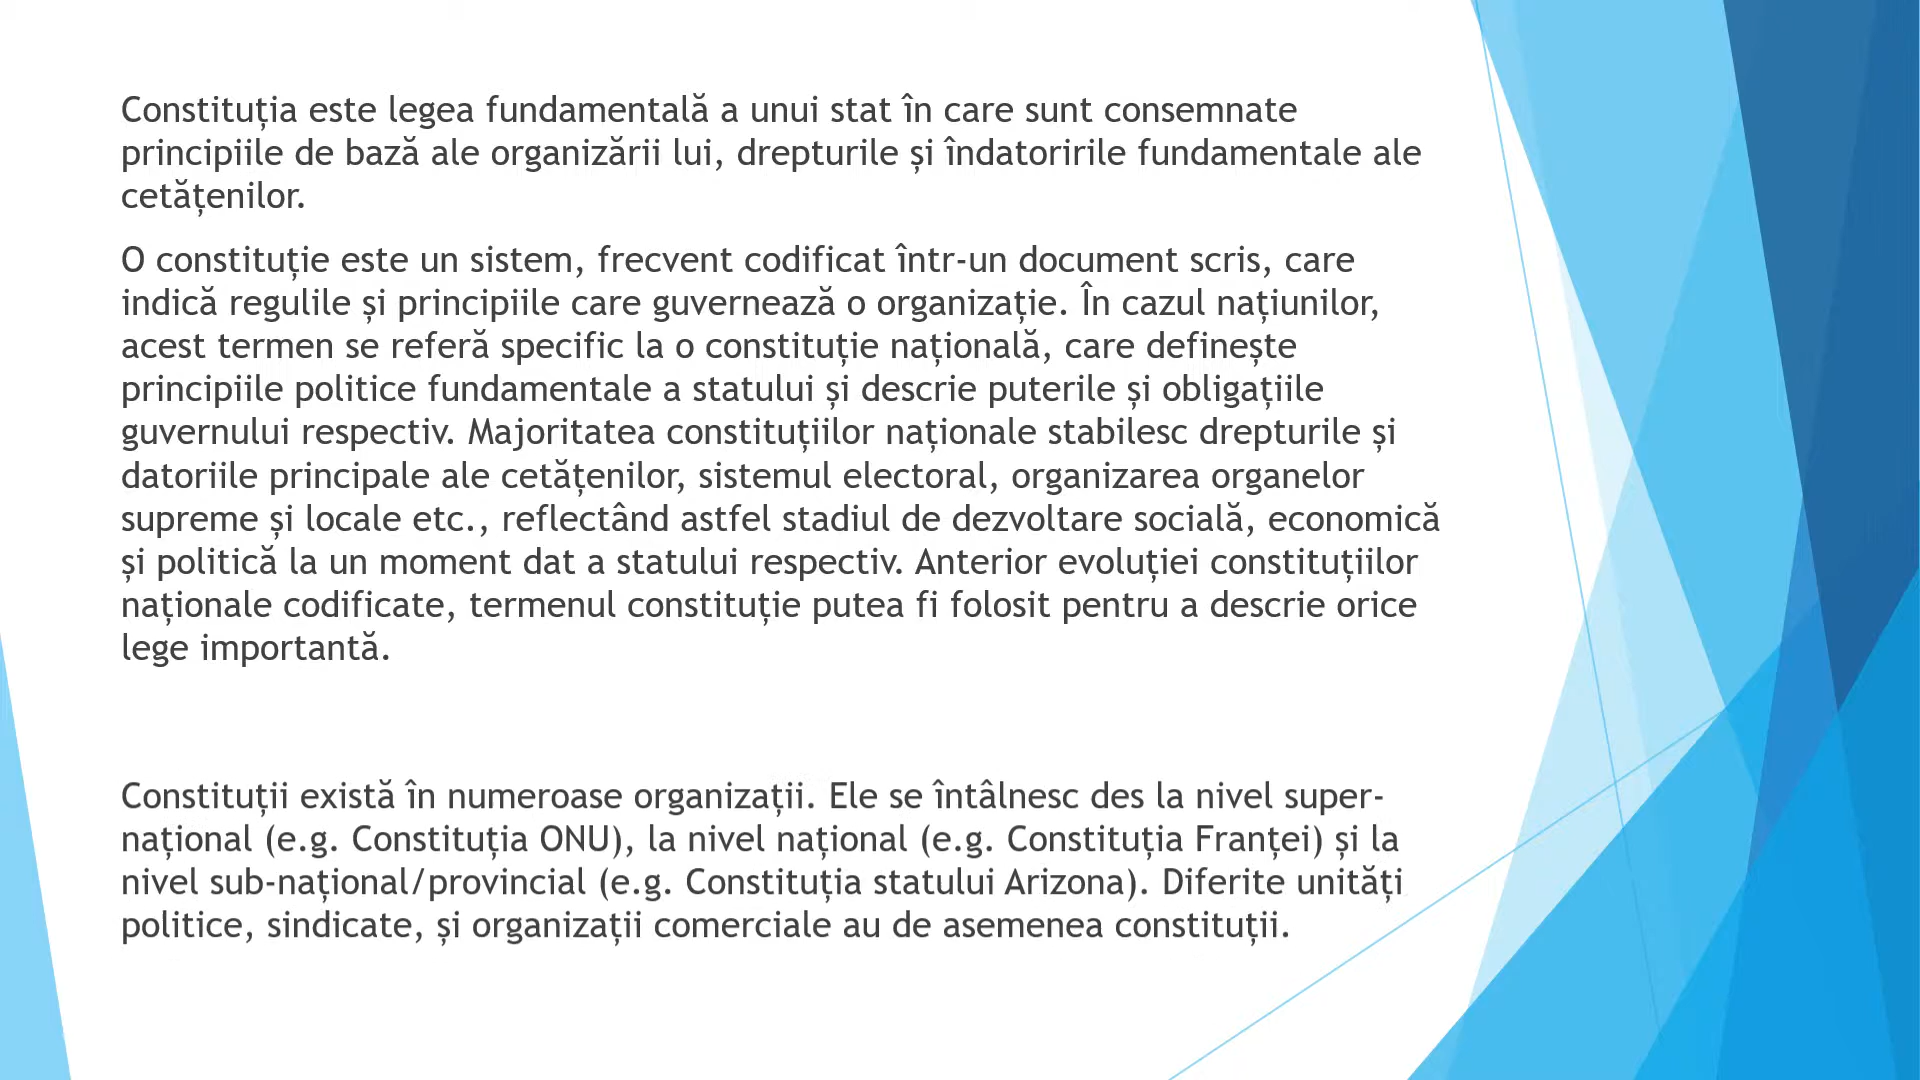 Constituția este legea fundamentală a unui stat în care sunt consemnate
principiile de bază ale organizării lui, drepturile și îndatoririle fundamentale ale
cetățenilor.
O constituție este un sistem, frecvent codificat într-un document scris, care
indică regulile și principiile care guvernează o organizație. În cazul națiunilor,
acest termen se referă specific la o constituție națională, care definește
principiile politice fundamentale a statului și descrie puterile și obligațiile
guvernului respectiv. Majoritatea constituțiilor naționale stabilesc drepturile și
datoriile principale ale cetățenilor, sistemul electoral, organizarea organelor
supreme și locale etc., reflectând astfel stadiul de dezvoltare socială, economică
și politică la un moment dat a statului respectiv. Anterior evoluției constituțiilor
naționale codificate, termenul constituție putea fi folosit pentru a descrie orice
lege importantă.
Constituții există în numeroase organizații. Ele se întâlnesc des la nivel super-
național (e.g. Constituția ONU), la nivel național (e.g. Constituția Franței) și la
nivel sub-național/provincial (e.g. Constituția statului Arizona). Diferite unități
politice, sindicate, și organizații comerciale au de asemenea constituții.